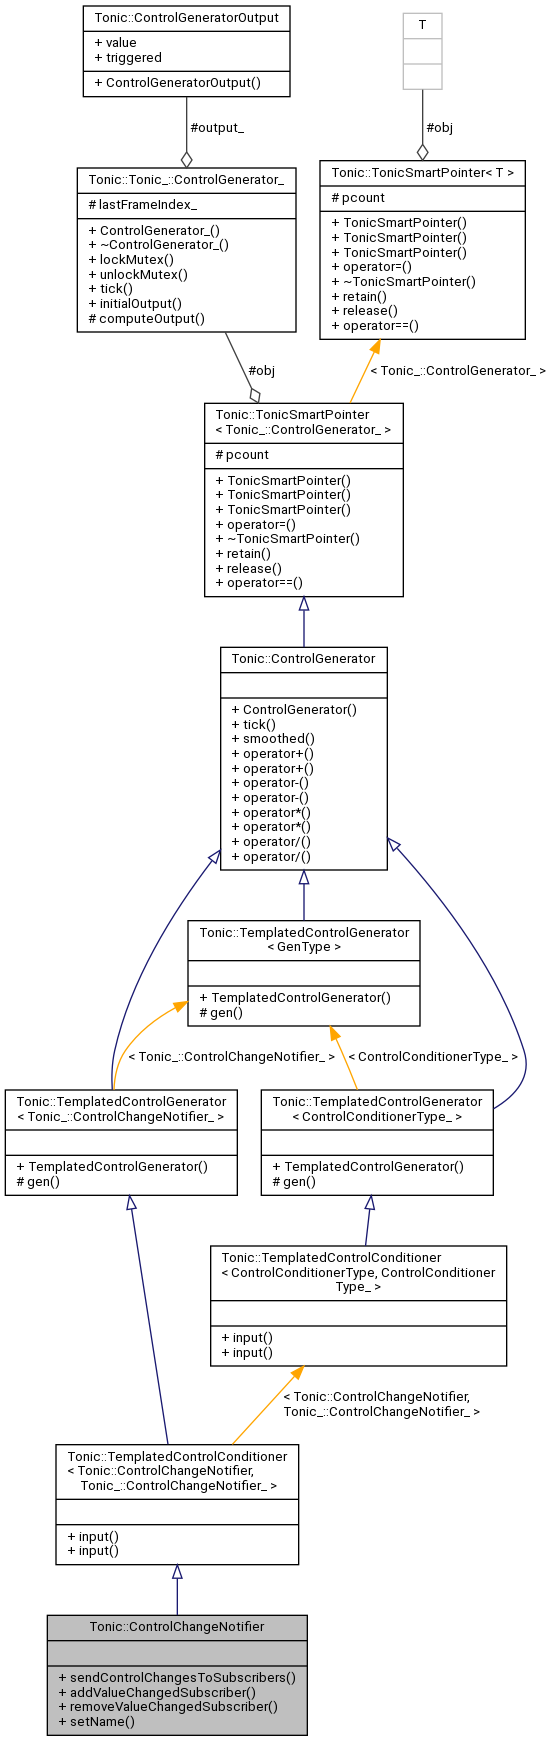 Tonic::ControlGeneratorOutput
+ value
+ triggered
+ ControlGeneratorOutput()
T
#output_
#obj
Tonic::Tonic_::ControlGenerator_
# lastFrameIndex_
+ ControlGenerator_()
+ ~ControlGenerator_()
+ lockMutex()
+ unlockMutex()
+ tick()
+ initialOutput()
# computeOutput()
Tonic::TonicSmartPointer< T >
# pcount
+ TonicSmartPointer()
+ TonicSmartPointer()
+ TonicSmartPointer()
+ operator=()
+ ~TonicSmartPointer()
+ retain()
+ release()
+ operator==()
#obj
< Tonic_::ControlGenerator_ >
Tonic::TonicSmartPointer
< Tonic_::ControlGenerator_ >
# pcount
+ TonicSmartPointer()
+ TonicSmartPointer()
+ TonicSmartPointer()
+ operator=()
+ ~TonicSmartPointer()
+ retain()
+ release()
+ operator==()
Tonic::ControlGenerator
+ ControlGenerator()
+ tick()
+ smoothed()
+ operator+()
+ operator+()
+ operator-()
+ operator-()
+ operator*()
+ operator*()
+ operator/()
+ operator/()
Tonic::TemplatedControlGenerator
< GenType >
+ TemplatedControlGenerator()
# gen()
< Tonic_::ControlChangeNotifier_ >
< ControlConditionerType_ >
Tonic::TemplatedControlGenerator
< Tonic_::ControlChangeNotifier_ >
+ TemplatedControlGenerator()
# gen()
Tonic::TemplatedControlGenerator
< ControlConditionerType_ >
+ TemplatedControlGenerator()
# gen()
Tonic::TemplatedControlConditioner
< ControlConditionerType, ControlConditioner
Type_ >
+ input()
+ input()
< Tonic::ControlChangeNotifier,
Tonic_::ControlChangeNotifier_ >
Tonic::TemplatedControlConditioner
< Tonic::ControlChangeNotifier,
Tonic_::ControlChangeNotifier_ >
+ input()
+ input()
Tonic::ControlChangeNotifier
+ sendControlChangesToSubscribers()
+ addValueChangedSubscriber()
+ removeValueChangedSubscriber()
+ setName()